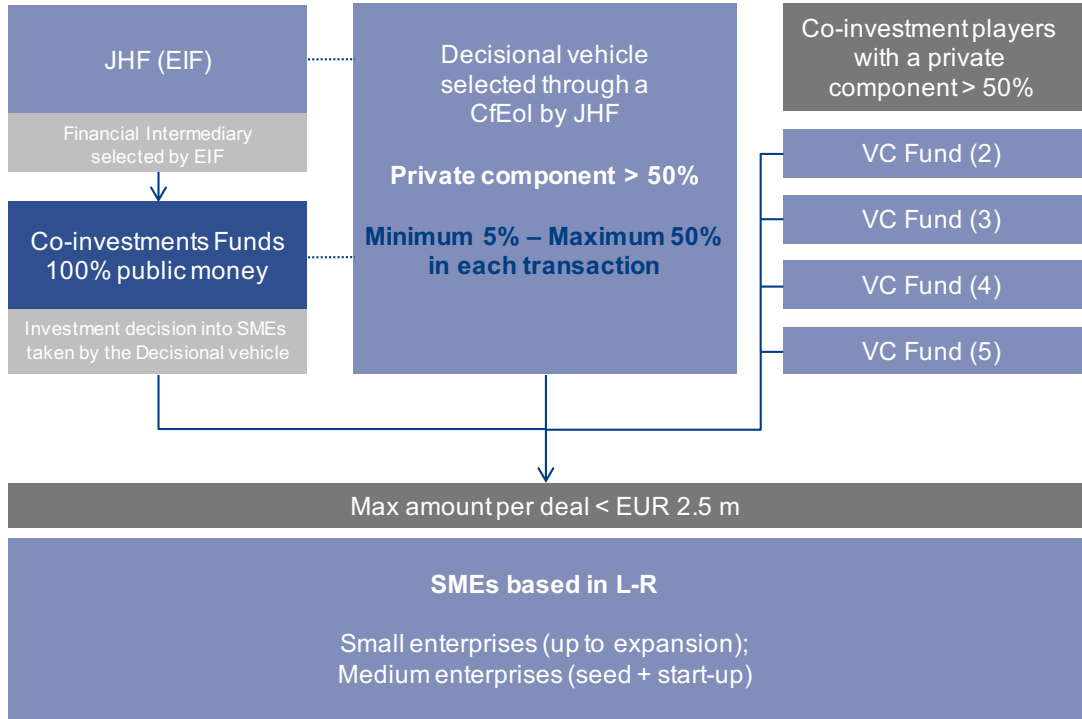 JHF (EIF)
Financial Intermediary
selected by EIF
Co-investments Funds
100% public money
Investment decision into SMEs
taken by the Decisional vehicle
Decisional vehicle
selected through a
CfEoI by JHF
Private component > 50%
Minimum 5% – Maximum 50%
in each transaction
Co-investment players
with a private
component > 50%
VC Fund (2)
VC Fund (3)
VC Fund (4)
VC Fund (5)
Max amount per deal < EUR 2.5 m
SMEs based in L-R
Small enterprises (up to expansion);
Medium enterprises (seed + start-up)